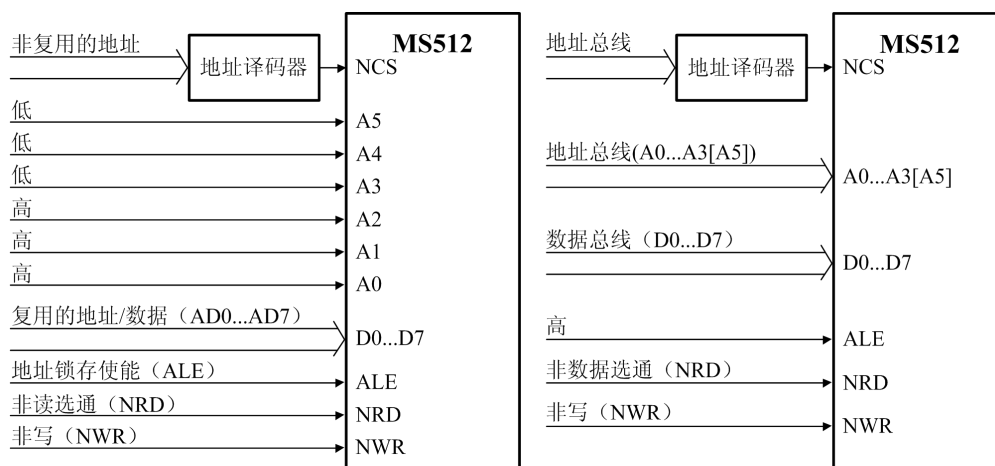 非复用的地址
地址译码器
MS512
NCS
低
A5
低
A4
低
A3
高
A2
高
A1
高
A0
复用的地址/数据（AD0...AD7）
D0...D7
地址锁存使能（ALE）
ALE
非读选通（NRD）
NRD
非写（NWR）
NWR
地址总线
地址译码器
MS512
NCS
地址总线(A0...A3[A5])
A0...A3[A5]
数据总线（D0...D7）
D0...D7
高
ALE
非数据选通（NRD）
NRD
非写（NWR）
NWR